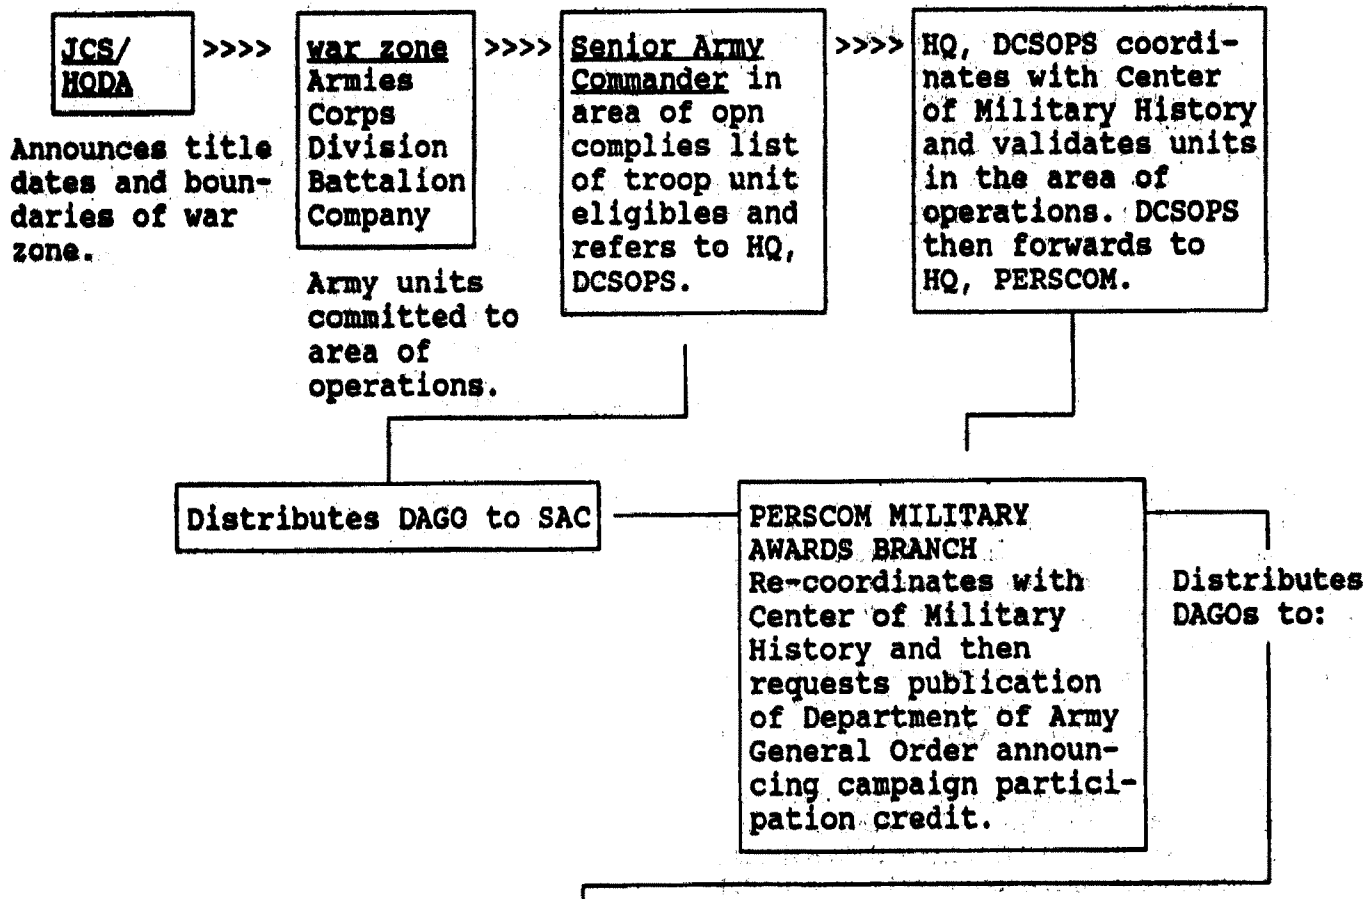 JCS/
HQDA
Announces title
dates and boun-
daries of war
zone.
>>>>
war zone
Armies
Corps
Division
Battalion
Company
Army units
committed to
area of
operations.
>>>>
Senior Army
Commander in
area of opn
complies list
of troop unit
eligibles and
refers to HQ,
DCSOPS.
>>>>
HQ, DCSOPS coordi-
nates with Center
of Military History
and validates units
in the area of
operations. DCSOPS
then forwards to
HQ, PERSCOM.
Distributes DAGO to SAC
PERSCOM MILITARY
AWARDS BRANCH
Re-coordinates with
Center of Military
History and then
requests publication
of Department of Army
General Order announ-
cing campaign partici-
pation credit.
Distributes
DAGOs to: